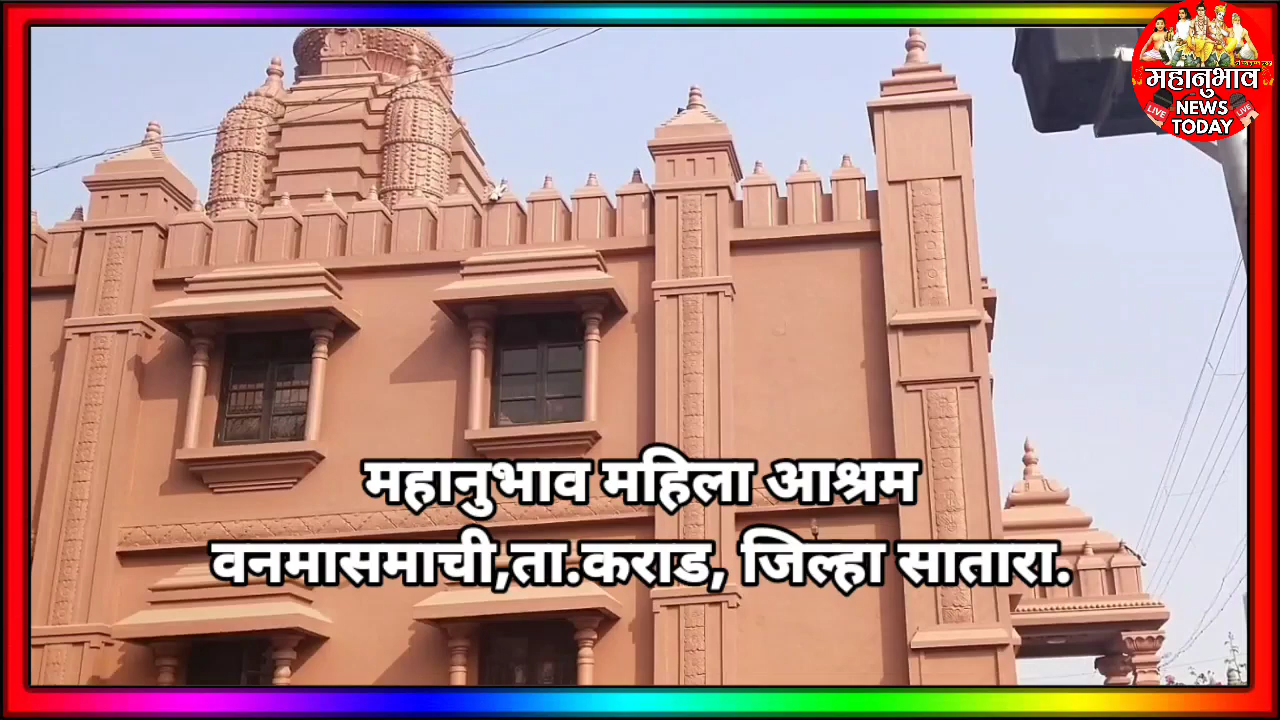 महानुभाव
LIVE
NEWS
LIVE
TODAY
महानुभाव महिला आश्रम
वनमासमाची,ता.कराड, जिल्हा सातारा.